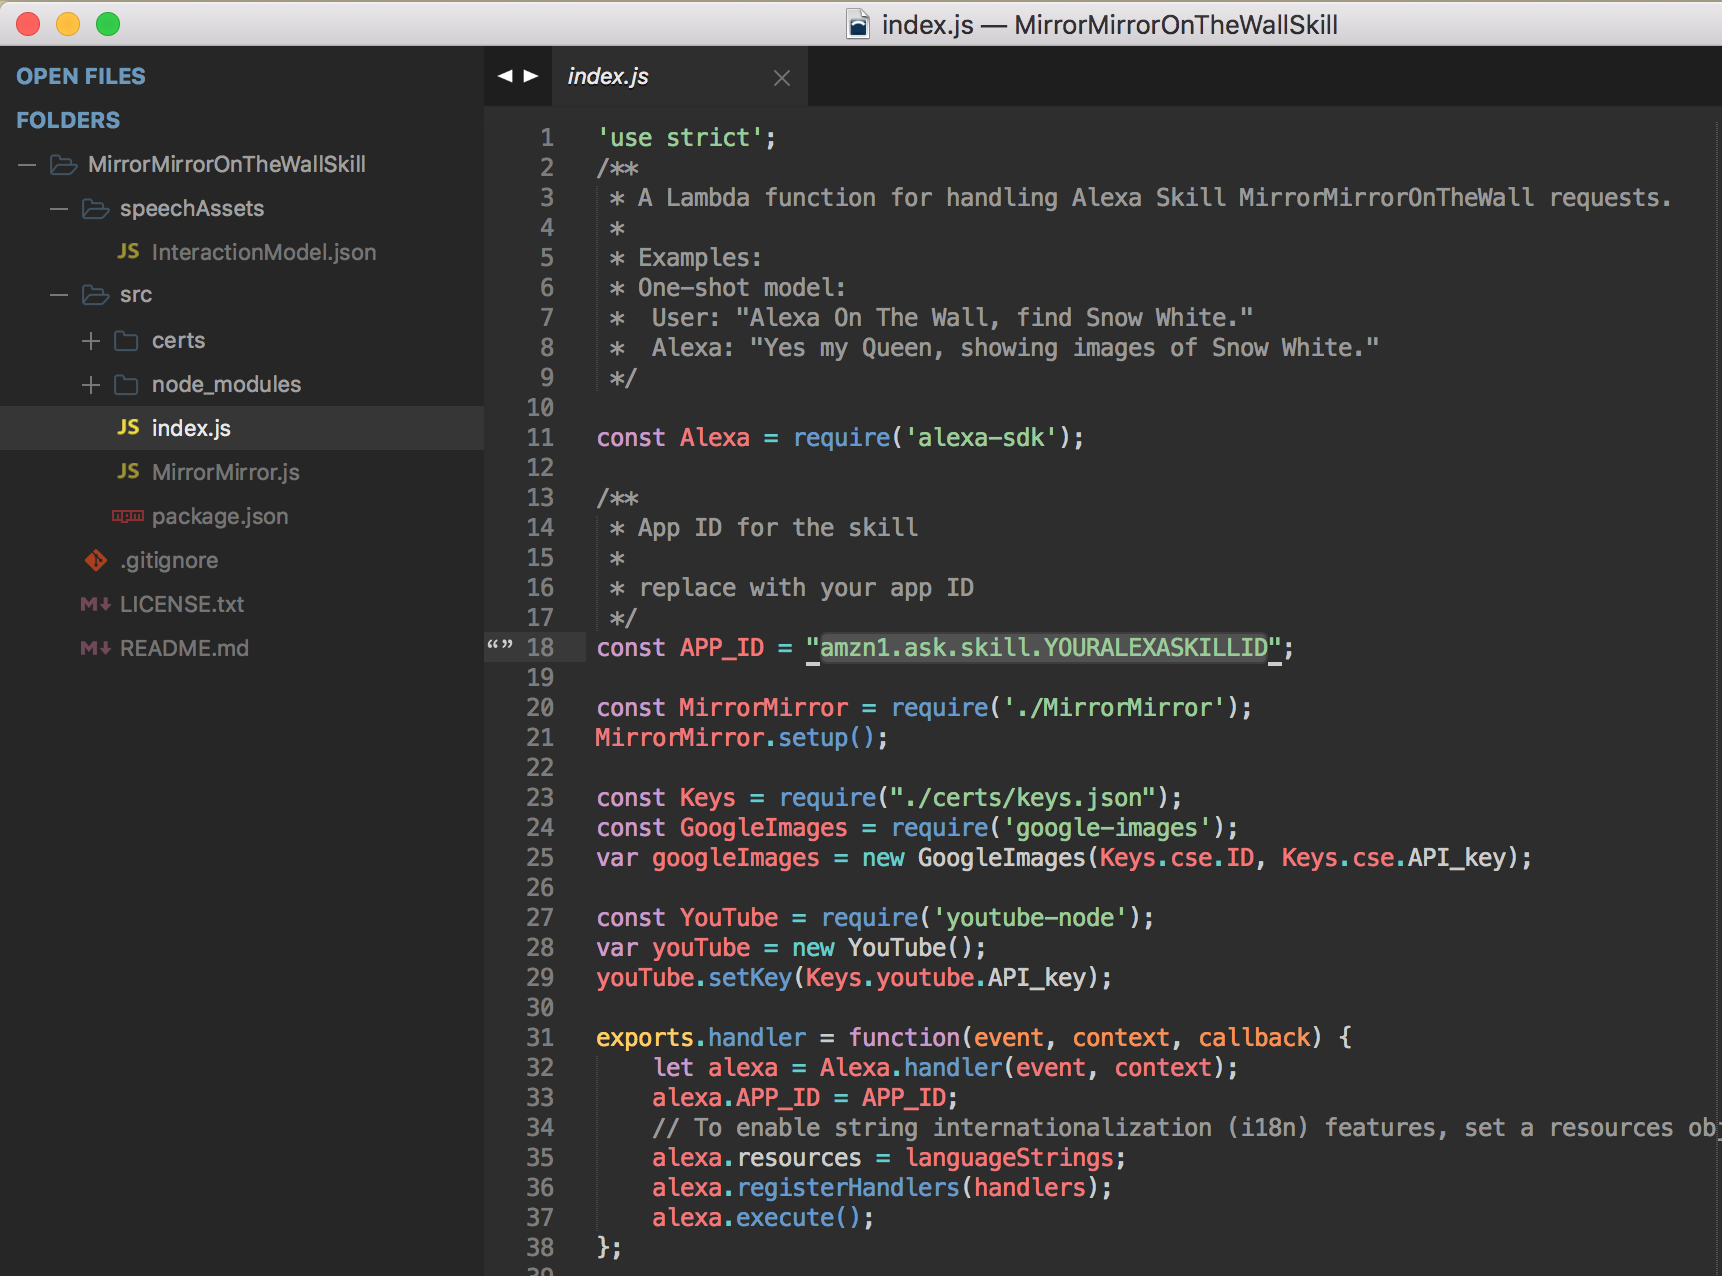 index.js — MirrorMirrorOnTheWallSkill
OPEN FILES
FOLDERS
MirrorMirrorOnTheWallSkill
speechAssets
JS InteractionModel.json
src
certs
node_modules
JS index.js
JS MirrorMirror.js
npm package.json
.gitignore
M LICENSE.txt
M README.md
index.js
1 'use strict';
2 /**
3 * A Lambda function for handling Alexa Skill MirrorMirrorOnTheWall requests.
4 *
5 * Examples:
6 * One-shot model:
7 *  User: "Alexa On The Wall, find Snow White."
8 *  Alexa: "Yes my Queen, showing images of Snow White."
9 */
10
11 const Alexa = require('alexa-sdk');
12
13 /**
14 * App ID for the skill
15 *
16 * replace with your app ID
17 */
“” 18 const APP_ID = "amzn1.ask.skill.YOURALEXASKILLID";
19
20 const MirrorMirror = require('./MirrorMirror');
21 MirrorMirror.setup();
22
23 const Keys = require("./certs/keys.json");
24 const GoogleImages = require('google-images');
25 var googleImages = new GoogleImages(Keys.cse.ID, Keys.cse.API_key);
26
27 const YouTube = require('youtube-node');
28 var youTube = new YouTube();
29 youTube.setKey(Keys.youtube.API_key);
30
31 exports.handler = function(event, context, callback) {
32     let alexa = Alexa.handler(event, context);
33     alexa.APP_ID = APP_ID;
34     // To enable string internationalization (i18n) features, set a resources obj
35     alexa.resources = languageStrings;
36     alexa.registerHandlers(handlers);
37     alexa.execute();
38 };
39